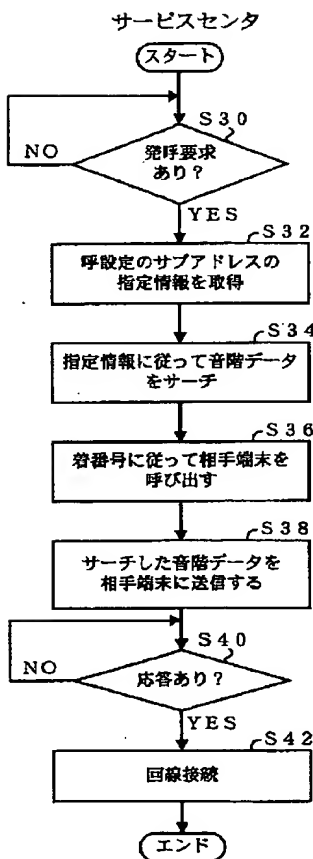 サービスセンタ
スタート
S30
発呼要求
あり?
NO
YES
S32
呼設定のサブアドレスの
指定情報を取得
S34
指定情報に従って音階データ
をサーチ
S36
着番号に従って相手端末を
呼び出す
S38
サーチした音階データを
相手端末に送信する
S40
NO
応答あり?
YES
S42
回線接続
エンド